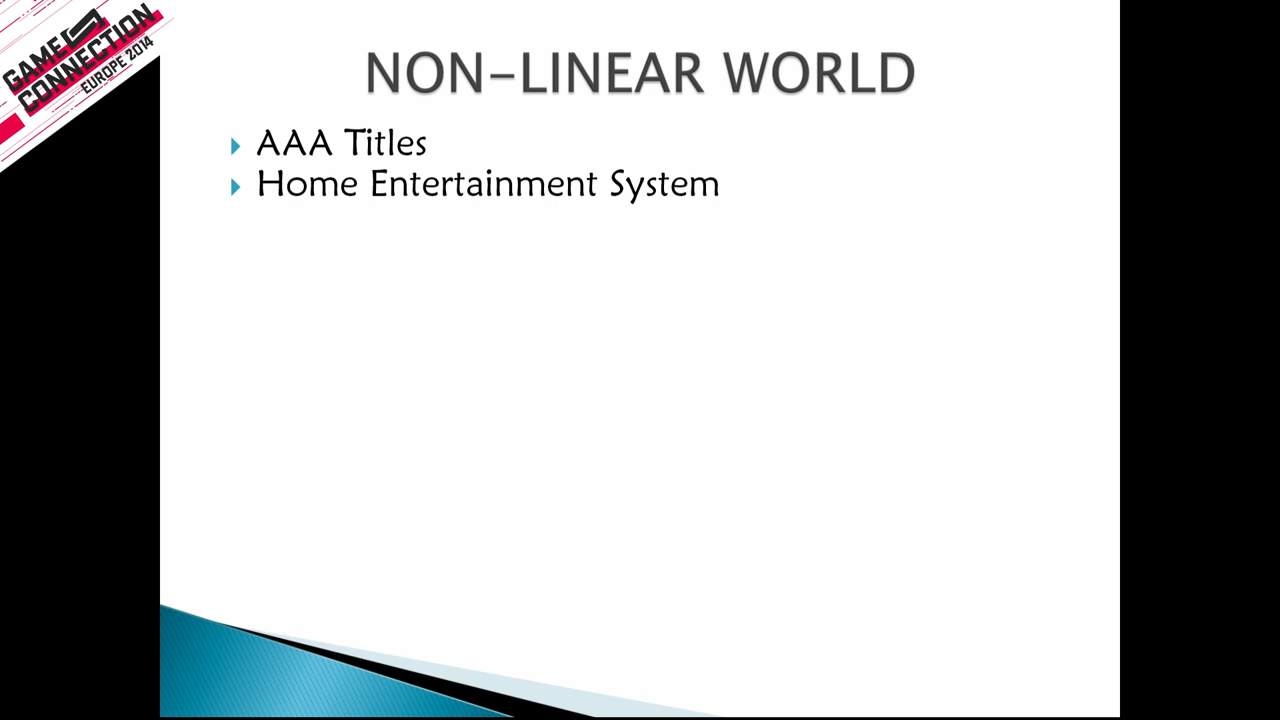 GAME
CONNECTION
EUROPE 2014
NON-LINEAR WORLD
AAA Titles
Home Entertainment System